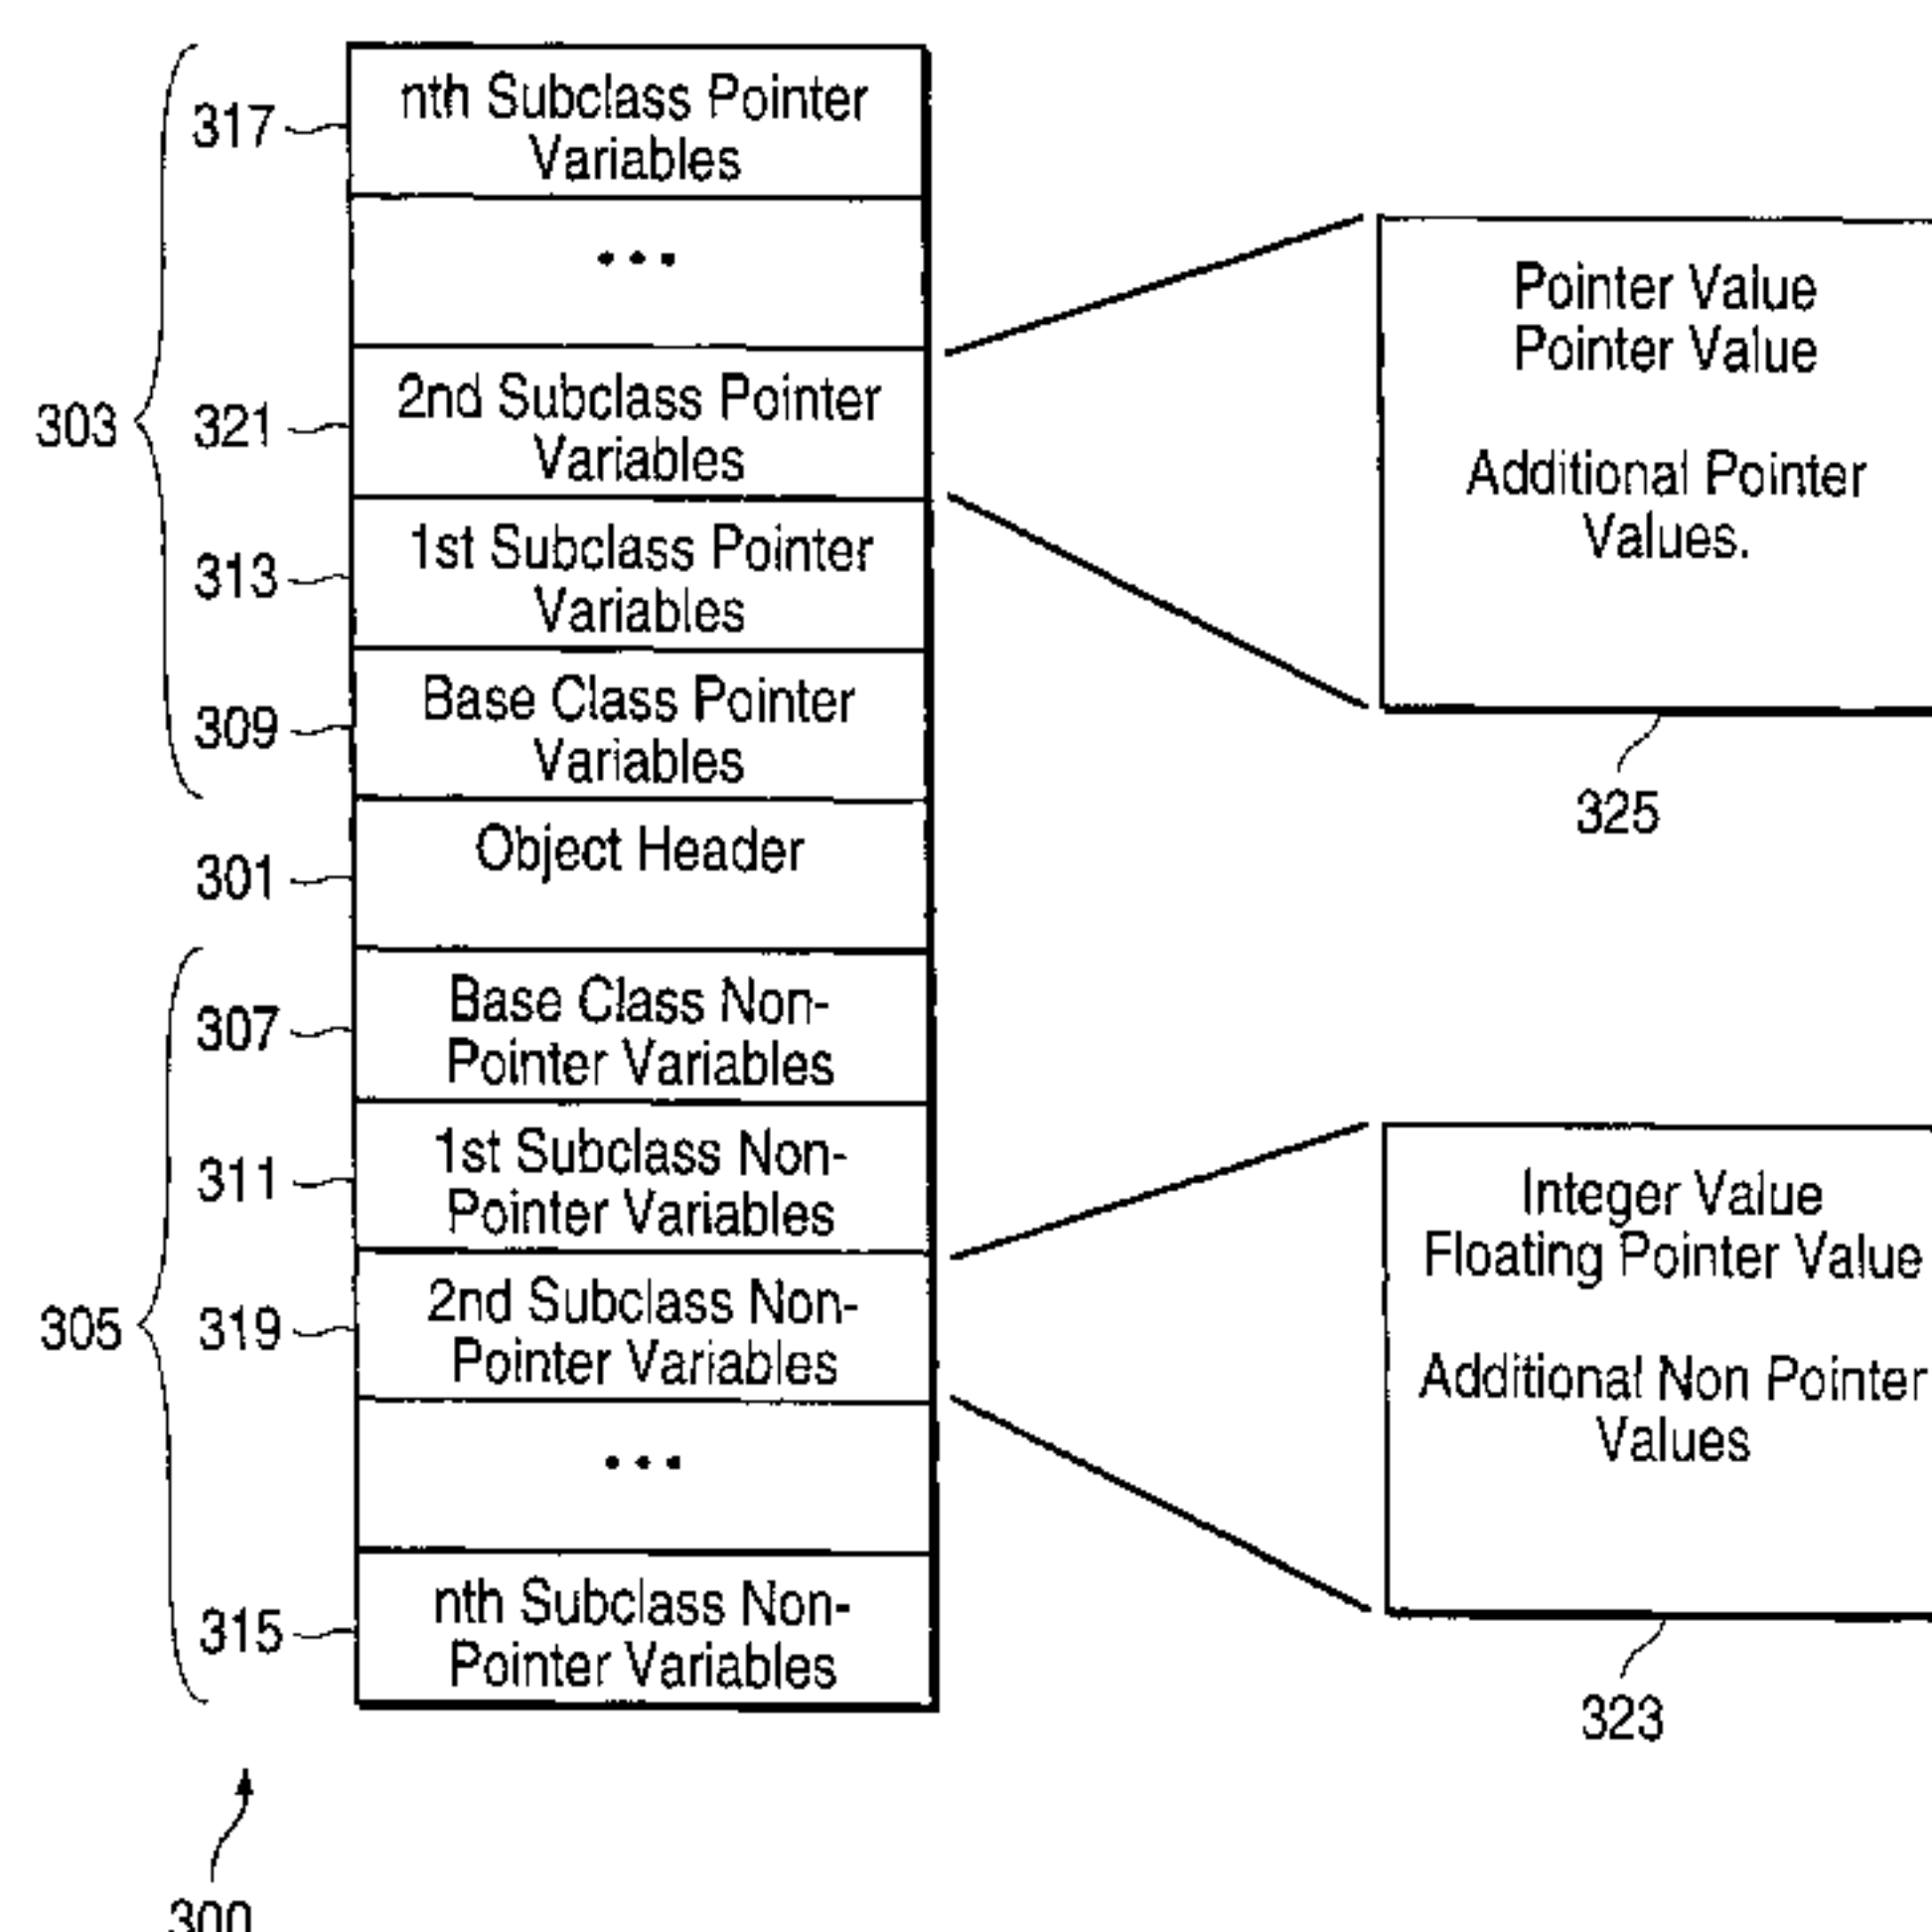 317
nth Subclass Pointer
Variables
...
303
321
2nd Subclass Pointer
Variables
313
1st Subclass Pointer
Variables
309
Base Class Pointer
Variables
301
Object Header
305
307
Base Class Non-
Pointer Variables
311
1st Subclass Non-
Pointer Variables
319
2nd Subclass Non-
Pointer Variables
...
315
nth Subclass Non-
Pointer Variables
300
Pointer Value
Pointer Value
Additional Pointer
Values.
325
Integer Value
Floating Pointer Value
Additional Non Pointer
Values
323